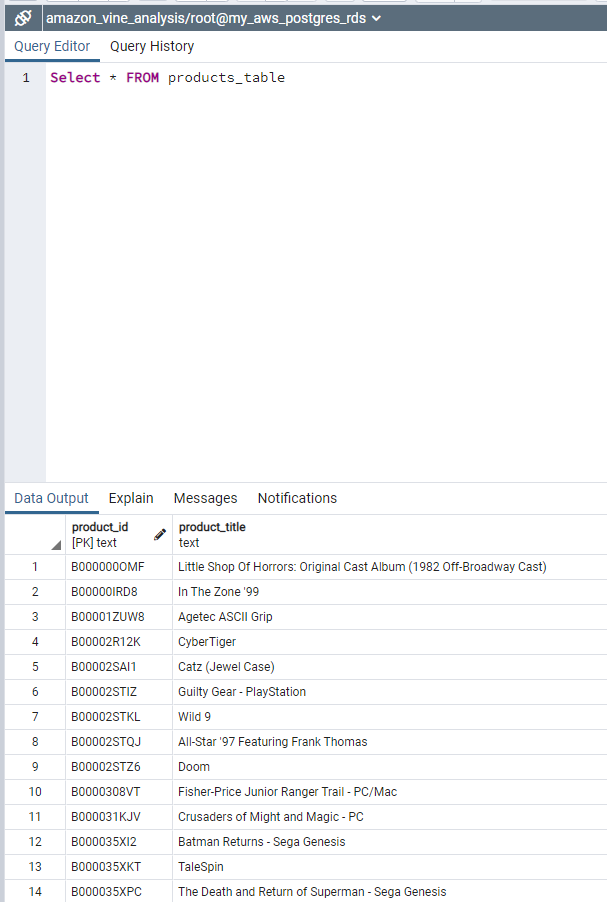 amazon_vine_analysis/root@my_aws_postgres_rds
Query Editor Query History
1 Select * FROM products_table
Data Output Explain Messages Notifications
product_id product_title
[PK] text text
1 B000000OMF Little Shop Of Horrors: Original Cast Album (1982 Off-Broadway Cast)
2 B00000IRD8 In The Zone '99
3 B00001ZUW8 Agetec ASCII Grip
4 B00002R12K CyberTiger
5 B00002SAI1 Catz (Jewel Case)
6 B00002STIZ Guilty Gear - PlayStation
7 B00002STKL Wild 9
8 B00002STQJ All-Star '97 Featuring Frank Thomas
9 B00002STZ6 Doom
10 B0000308VT Fisher-Price Junior Ranger Trail - PC/Mac
11 B000031KJV Crusaders of Might and Magic - PC
12 B000035XI2 Batman Returns - Sega Genesis
13 B000035XKT TaleSpin
14 B000035XPC The Death and Return of Superman - Sega Genesis